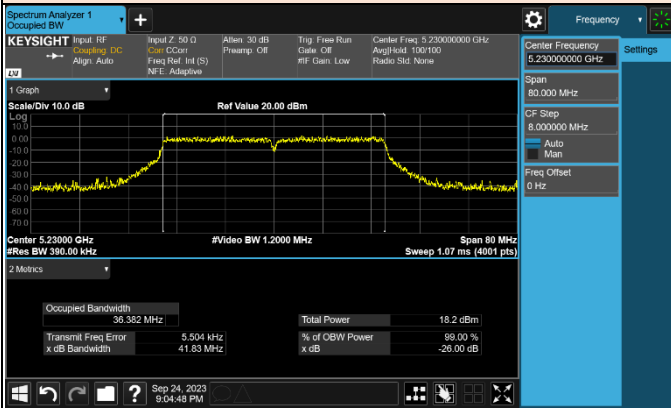 Spectrum Analyzer 1
Occupied BW
Frequency
KEYSIGHT
Input: RF
Coupling: DC
Align: Auto
Input Z: 50 Ω
Corr CCorr
Freq Ref: Int (S)
NFE: Adaptive
Atten: 30 dB
Preamp: Off
Trig: Free Run
Gate: Off
#IF Gain: Low
Center Freq: 5.230000000 GHz
Avg|Hold: 100/100
Radio Std: None
Center Frequency
5.230000000 GHz
Settings
Span
80.000 MHz
CF Step
8.000000 MHz
Auto
Man
Freq Offset
0 Hz
1 Graph
Scale/Div 10.0 dB
Ref Value 20.00 dBm
Log
10.0
0.00
-10.0
-20.0
-30.0
-40.0
-50.0
-60.0
-70.0
Center 5.23000 GHz
#Video BW 1.2000 MHz
Span 80 MHz
#Res BW 390.00 kHz
Sweep 1.07 ms (4001 pts)
2 Metrics
Occupied Bandwidth
36.382 MHz
Total Power
18.2 dBm
Transmit Freq Error
5.504 kHz
% of OBW Power
99.00 %
x dB Bandwidth
41.83 MHz
x dB
-26.00 dB
Sep 24, 2023
9:04:48 PM